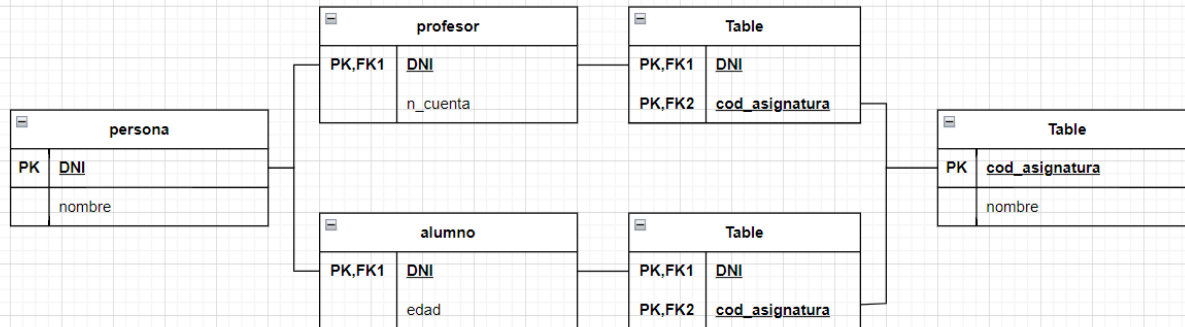 persona
PK DNI
nombre
profesor
PK,FK1 DNI
n_cuenta
alumno
PK,FK1 DNI
edad
Table
PK,FK1 DNI
PK,FK2 cod_asignatura
Table
PK,FK1 DNI
PK,FK2 cod_asignatura
Table
PK cod_asignatura
nombre